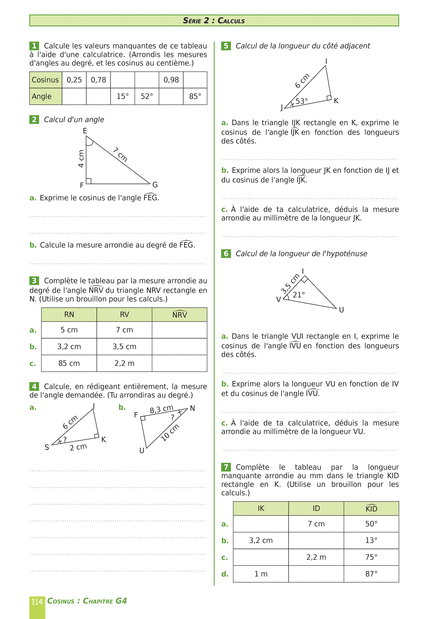 SÉRIE 2 : CALCULS
1 Calcule les valeurs manquantes de ce tableau
à l'aide d'une calculatrice. (Arrondis les mesures
d'angles au degré, et les cosinus au centième.)
Cosinus 0,25 0,78 0,98
Angle 15° 52° 85°
2 Calcul d'un angle
E
4 cm
7 cm
F
G
a. Exprime le cosinus de l'angle FEG.
b. Calcule la mesure arrondie au degré de FEG.
3 Complète le tableau par la mesure arrondie au
degré de l'angle NRV du triangle NRV rectangle en
N. (Utilise un brouillon pour les calculs.)
RN RV NRV
a. 5 cm 7 cm
b. 3,2 cm 3,5 cm
c. 85 cm 2,2 m
4 Calcule, en rédigeant entièrement, la mesure
de l'angle demandée. (Tu arrondiras au degré.)
a.
J
6 cm
?
S
2 cm
K
b.
F
8,3 cm
N
?
10 cm
U
114 COSINUS : CHAPITRE G4
5 Calcul de la longueur du côté adjacent
I
6 cm
53°
J
K
a. Dans le triangle IJK rectangle en K, exprime le
cosinus de l'angle IJK en fonction des longueurs
des côtés.
b. Exprime alors la longueur JK en fonction de IJ et
du cosinus de l'angle IJK.
c. À l'aide de ta calculatrice, déduis la mesure
arrondie au millimètre de la longueur JK.
6 Calcul de la longueur de l'hypoténuse
I
3,5 cm
V
21°
U
a. Dans le triangle VUI rectangle en I, exprime le
cosinus de l'angle IVU en fonction des longueurs
des côtés.
b. Exprime alors la longueur VU en fonction de IV
et du cosinus de l'angle IVU.
c. À l'aide de ta calculatrice, déduis la mesure
arrondie au millimètre de la longueur VU.
7 Complète le tableau par la longueur
manquante arrondie au mm dans le triangle KID
rectangle en K. (Utilise un brouillon pour les
calculs.)
IK ID KID
a. 7 cm 50°
b. 3,2 cm 13°
c. 2,2 m 75°
d. 1 m 87°